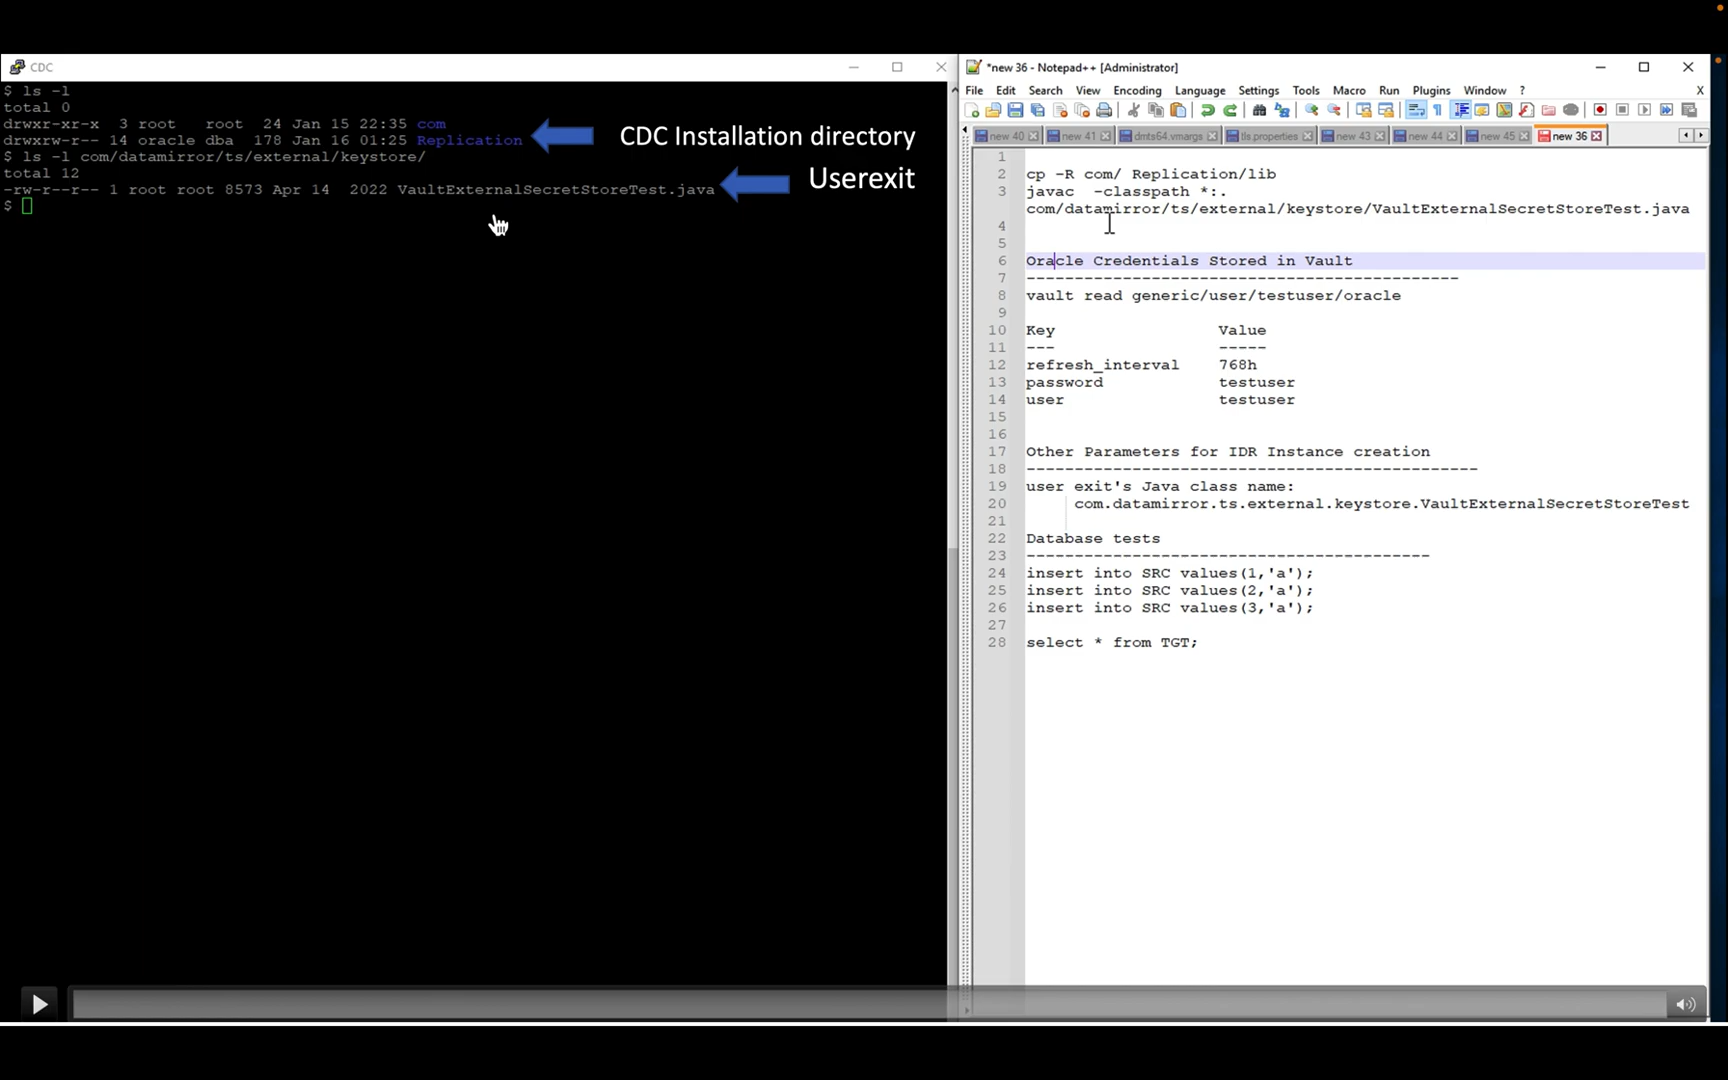 CDC
$ ls -l
total 0
drwxr-xr-x  3 root   root  24 Jan 15 22:35 com
drwxrw-r-- 14 oracle dba  178 Jan 16 01:25 Replication
CDC Installation directory
$ ls -l com/datamirror/ts/external/keystore/
total 12
-rw-r--r-- 1 root root 8573 Apr 14  2022 VaultExternalSecretStoreTest.java
Userexit
$
*new 36 - Notepad++ [Administrator]
File Edit Search View Encoding Language Settings Tools Macro Run Plugins Window ? X
new 40 new 41 dmts64.vmargs tls.properties new 43 new 44 new 45 new 36
1
2 cp -R com/ Replication/lib
3 javac  -classpath *:.
com/datamirror/ts/external/keystore/VaultExternalSecretStoreTest.java
4
5
6 Oracle Credentials Stored in Vault
7 ---------------------------------------------
8 vault read generic/user/testuser/oracle
9
10 Key                 Value
11 ---                 -----
12 refresh_interval    768h
13 password            testuser
14 user                testuser
15
16
17 Other Parameters for IDR Instance creation
18 -----------------------------------------------
19 user exit's Java class name:
20      com.datamirror.ts.external.keystore.VaultExternalSecretStoreTest
21
22 Database tests
23 ------------------------------------------
24 insert into SRC values(1,'a');
25 insert into SRC values(2,'a');
26 insert into SRC values(3,'a');
27
28 select * from TGT;